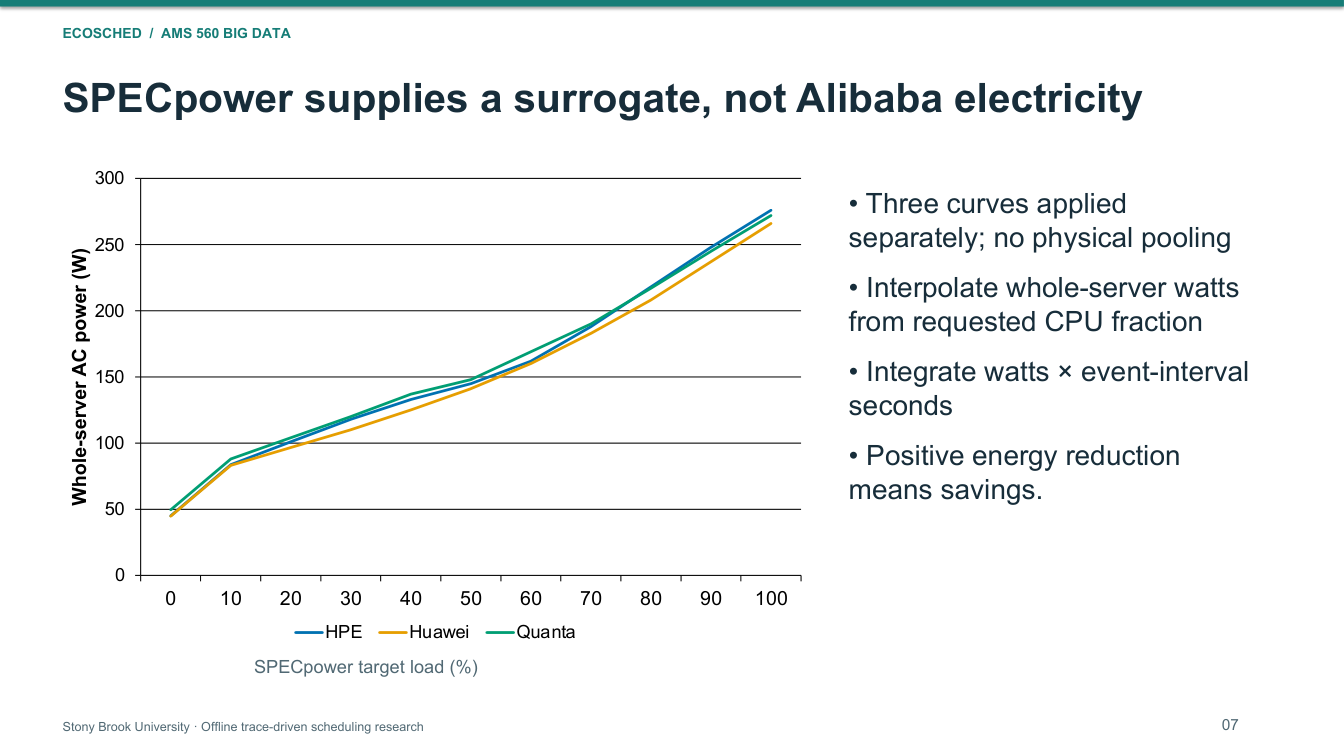 ECOSCHED / AMS 560 BIG DATA
SPECpower supplies a surrogate, not Alibaba electricity
Whole-server AC power (W)
300
250
200
150
100
50
0
0 10 20 30 40 50 60 70 80 90 100
HPE Huawei Quanta
SPECpower target load (%)
• Three curves applied
separately; no physical pooling
• Interpolate whole-server watts
from requested CPU fraction
• Integrate watts × event-interval
seconds
• Positive energy reduction
means savings.
Stony Brook University · Offline trace-driven scheduling research
07